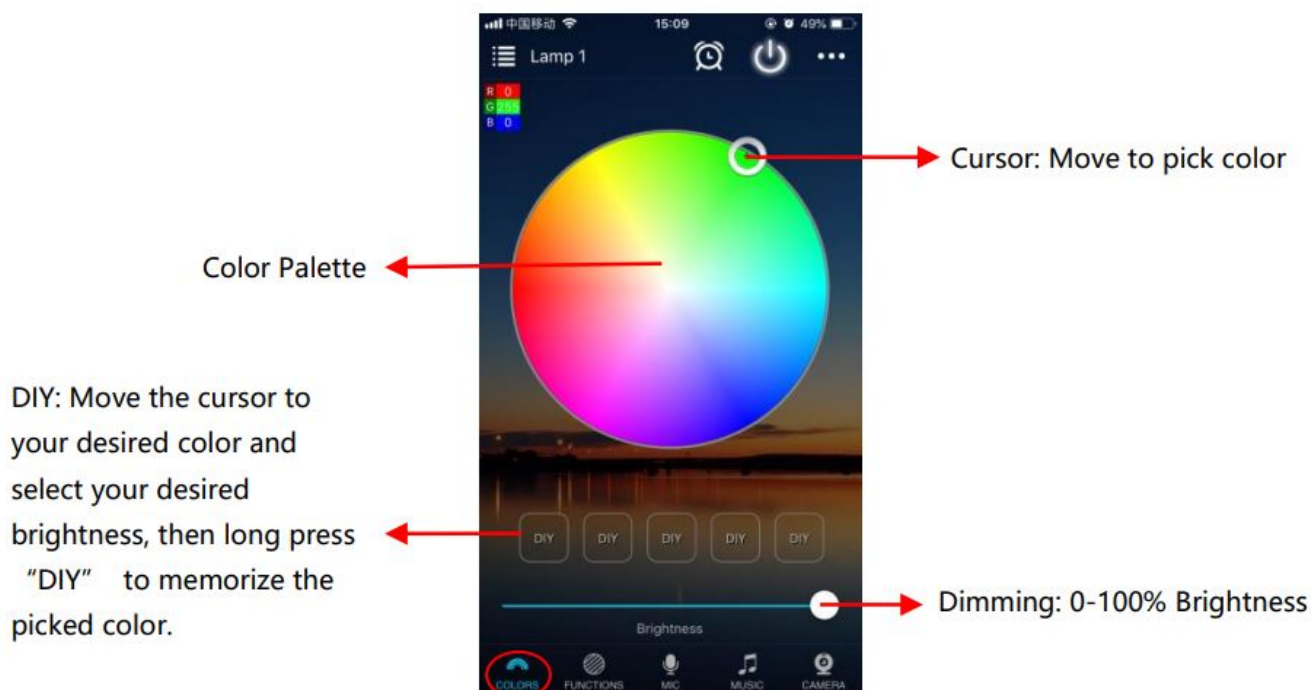 中国移动 15:09 49%
Lamp 1
R 0
G 255
B 0
Cursor: Move to pick color
Color Palette
DIY: Move the cursor to
your desired color and
select your desired
brightness, then long press
“DIY” to memorize the
picked color.
DIY DIY DIY DIY DIY
Dimming: 0-100% Brightness
Brightness
COLORS FUNCTIONS MIC MUSIC CAMERA